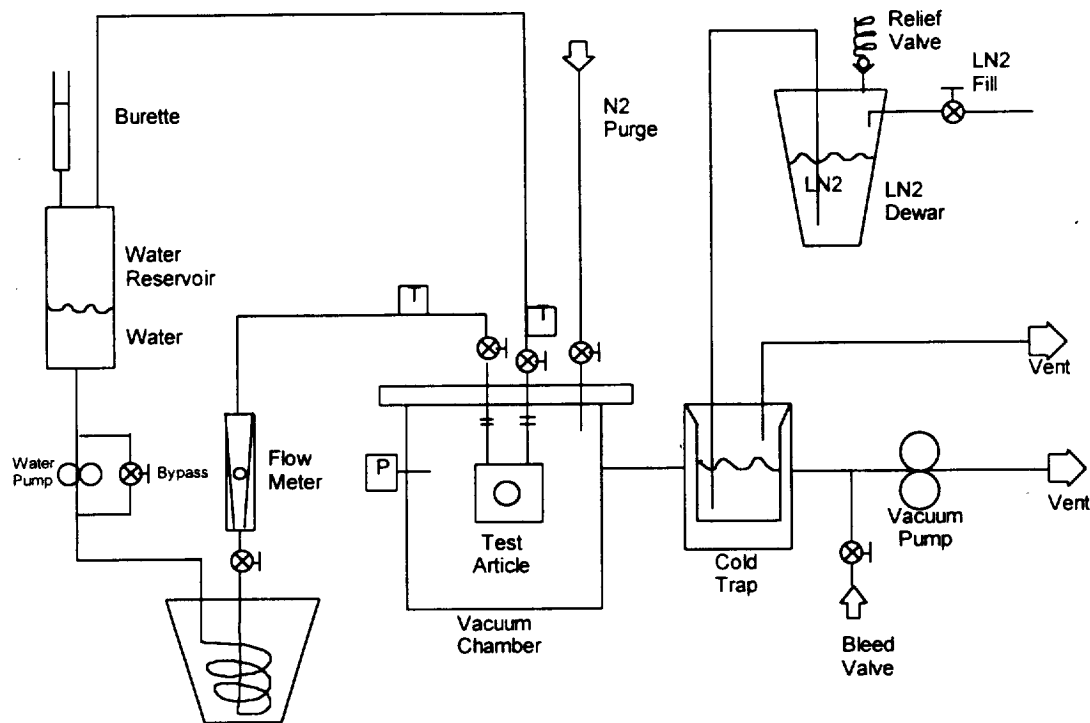 Relief
Valve
LN2
Fill
Burette
N2
Purge
LN2
LN2
Dewar
Water
Reservoir
Water
T
T
Vent
Water
Pump
Bypass
Flow
Meter
P
Test
Article
Vacuum
Chamber
Cold
Trap
Vacuum
Pump
Vent
Bleed
Valve